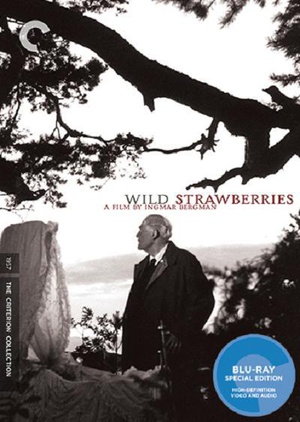 WILD STRAWBERRIES
A FILM BY INGMAR BERGMAN
1957
THE CRITERION COLLECTION
BLU-RAY
SPECIAL EDITION
HIGH-DEFINITION
VIDEO AND AUDIO